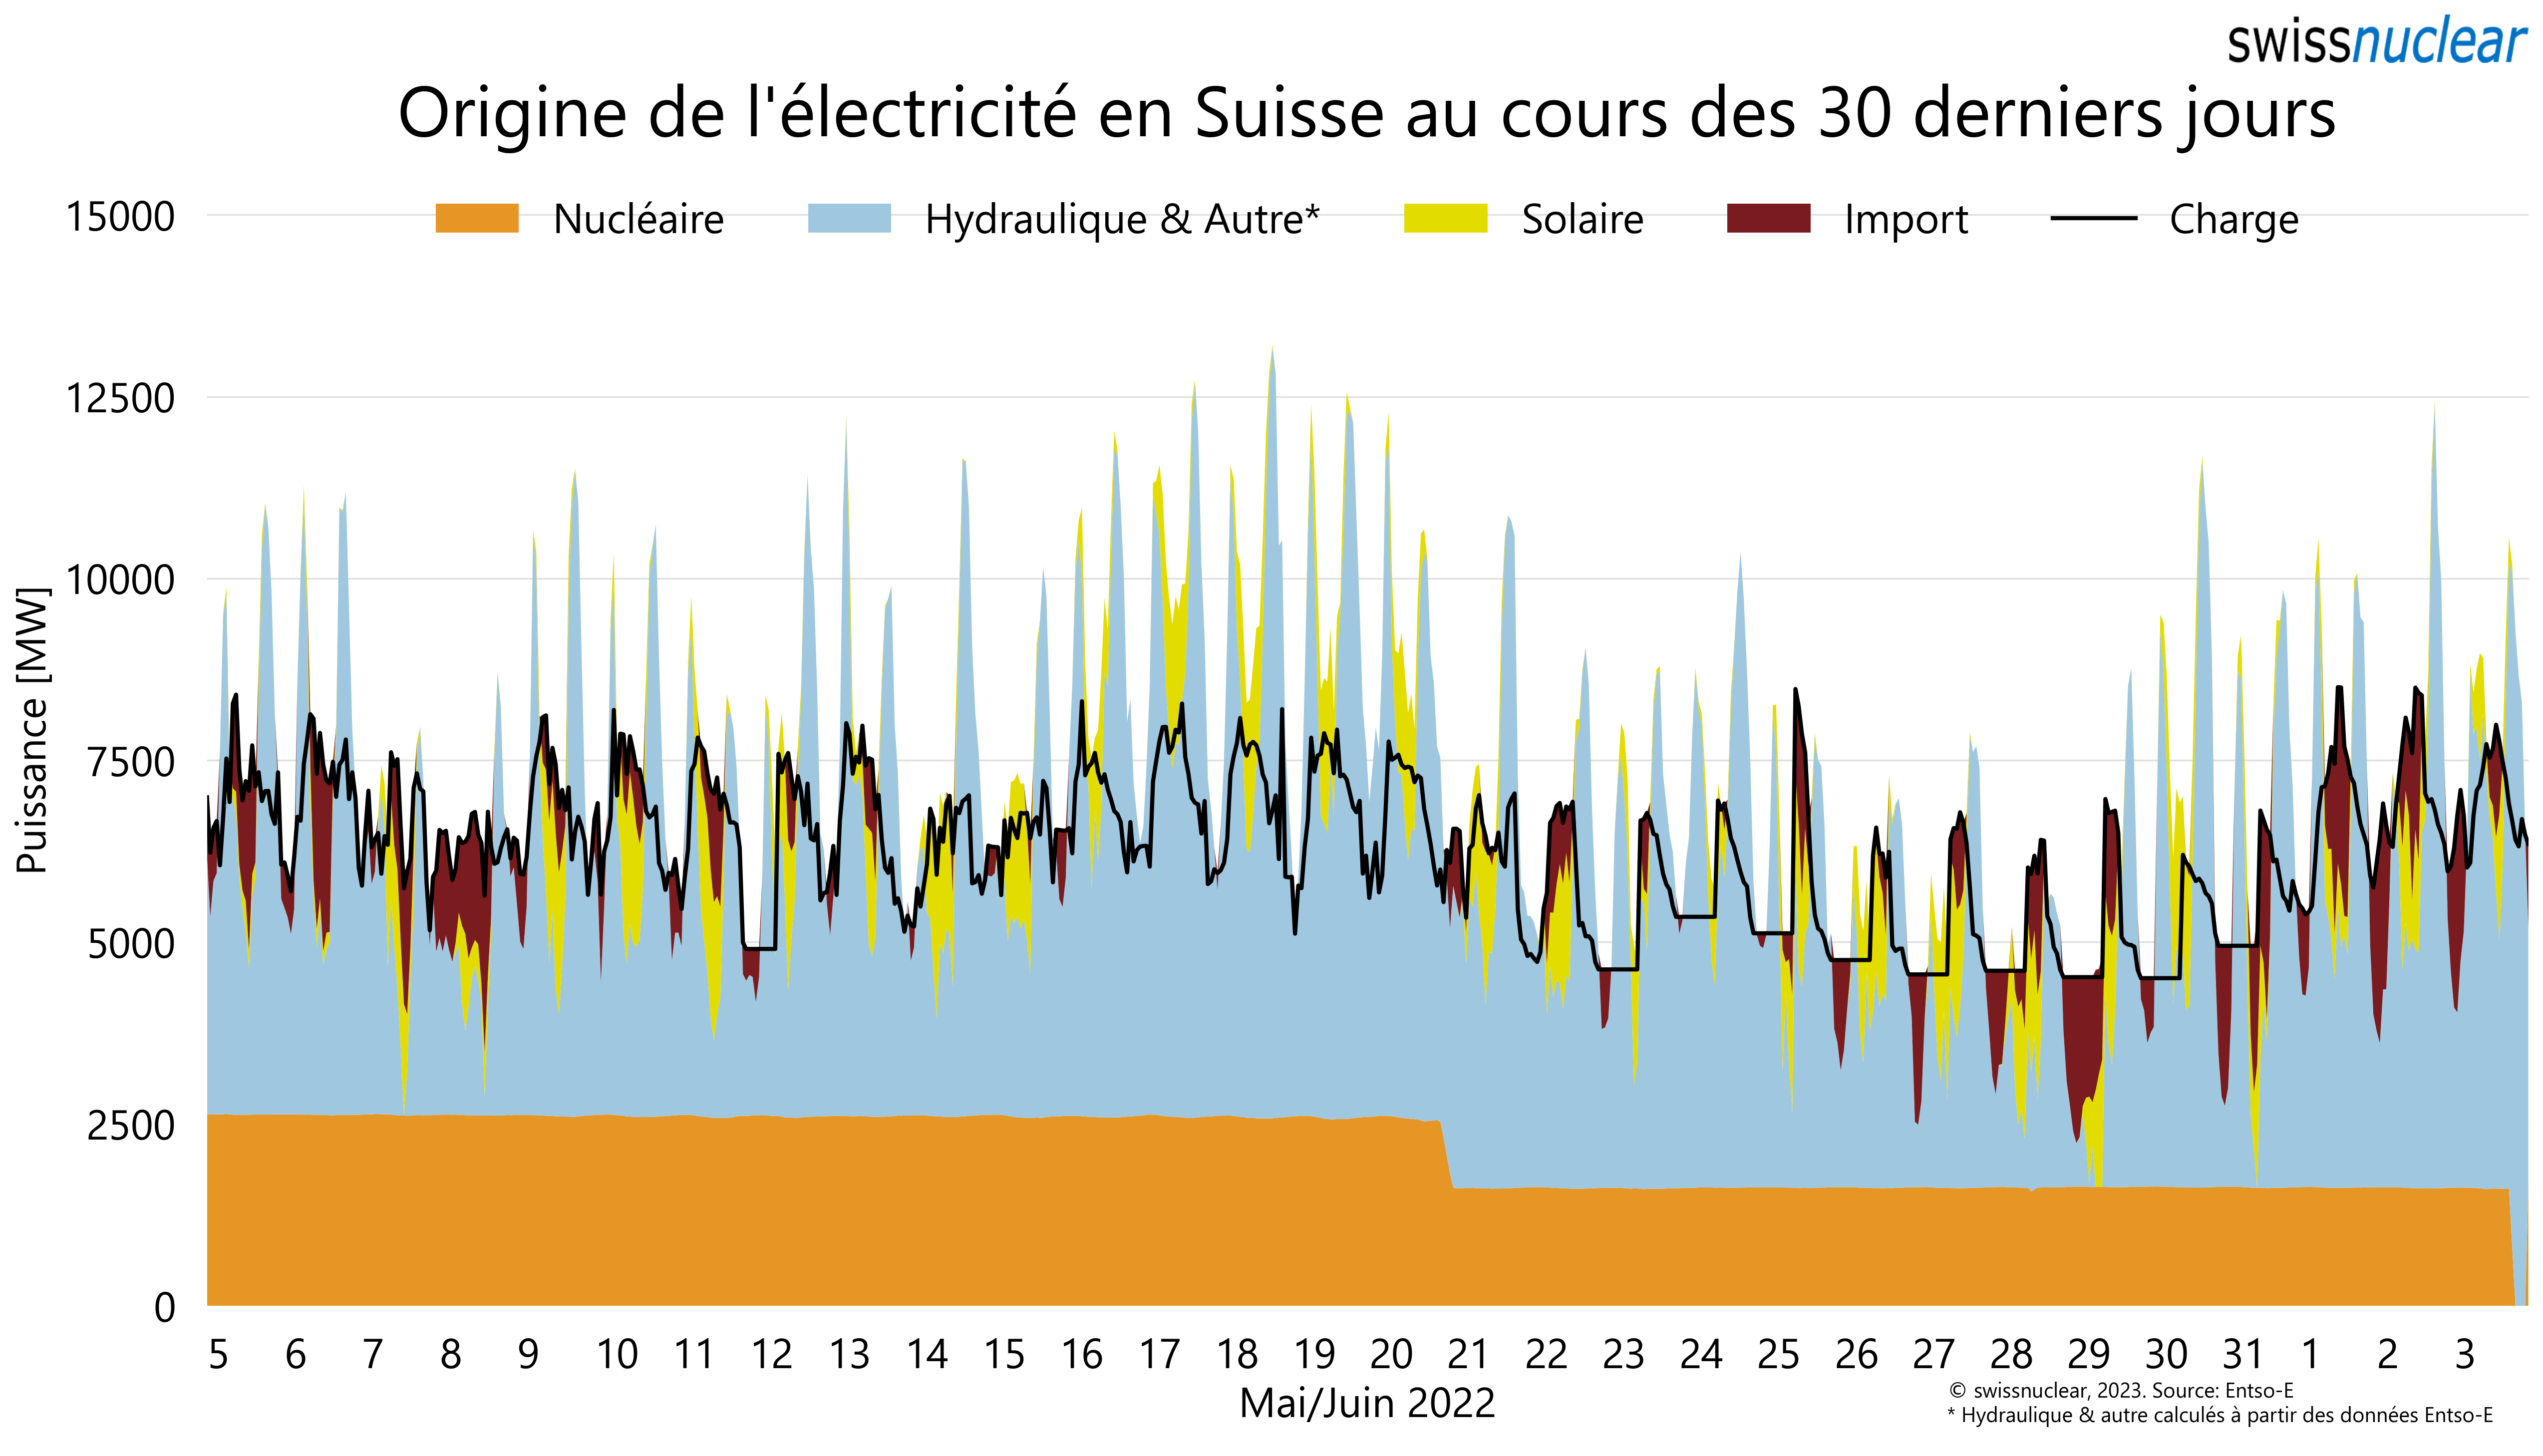 swissnuclear
Origine de l'électricité en Suisse au cours des 30 derniers jours
Nucléaire Hydraulique & Autre* Solaire Import Charge
15000
12500
10000
7500
5000
2500
0
Puissance [MW]
5 6 7 8 9 10 11 12 13 14 15 16 17 18 19 20 21 22 23 24 25 26 27 28 29 30 31 1 2 3
Mai/Juin 2022
© swissnuclear, 2023. Source: Entso-E
* Hydraulique & autre calculés à partir des données Entso-E